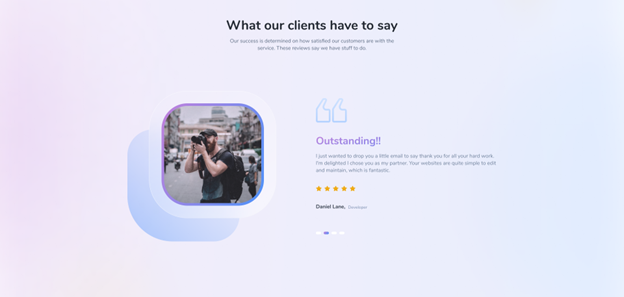 What our clients have to say
Our success is determined on how satisfied our customers are with the
service. These reviews say we have stuff to do.
Outstanding!!
I just wanted to drop you a little email to say thank you for all your hard work.
I'm delighted I chose you as my partner. Your websites are quite simple to edit
and maintain, which is fantastic.
Daniel Lane, Developer